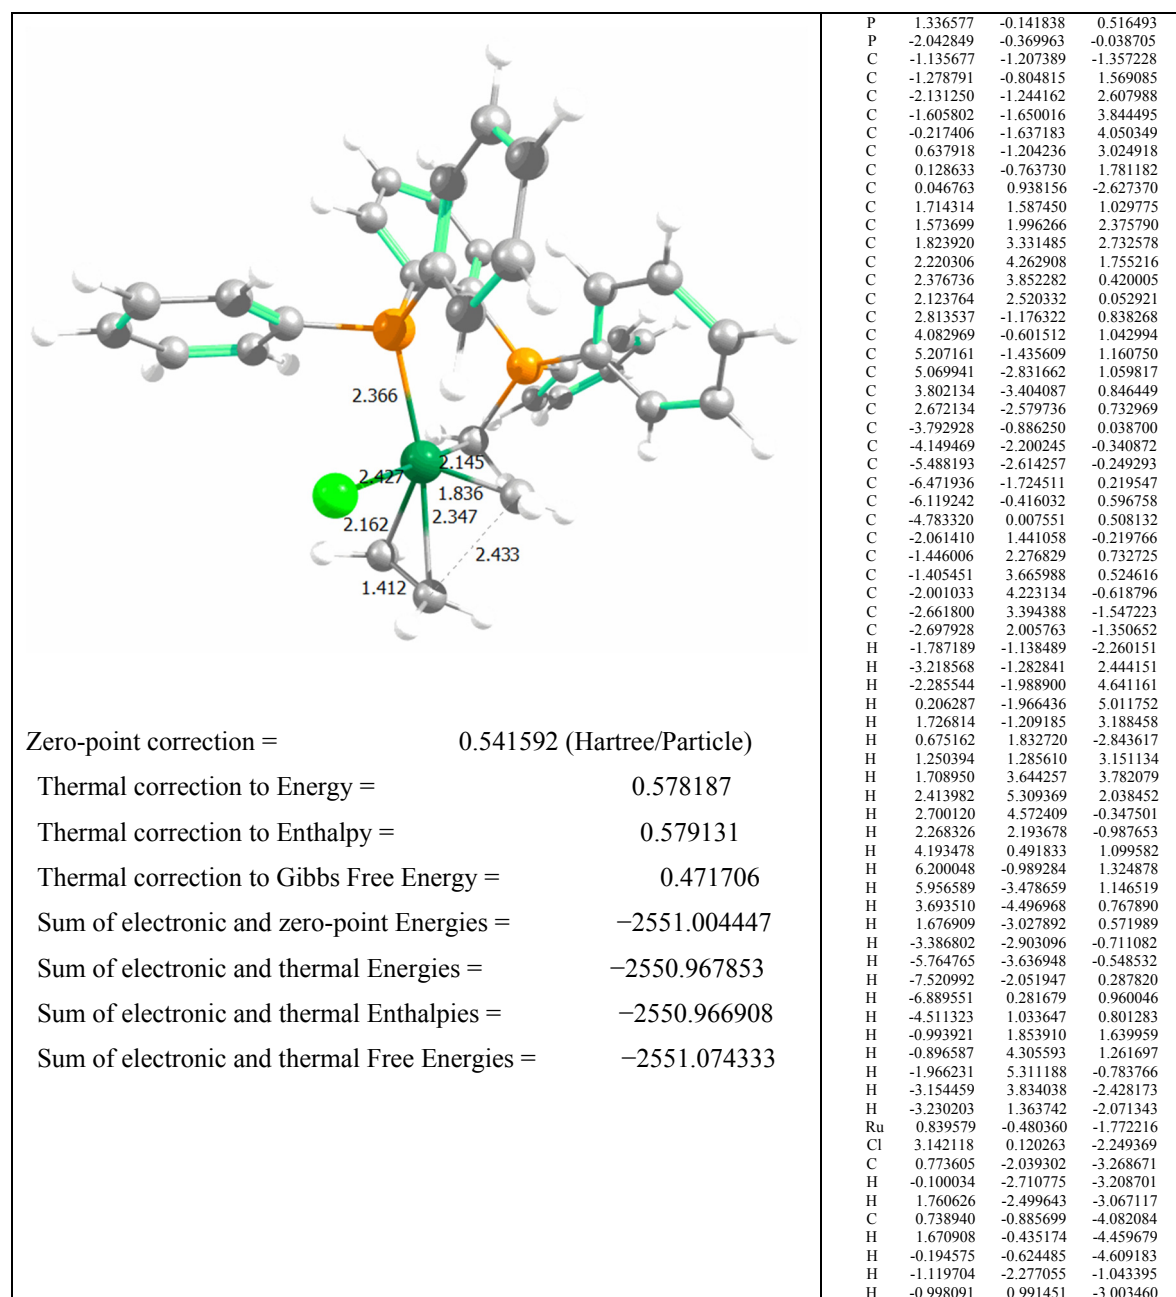 2.366
2.427
2.145
1.836
2.162
2.347
2.433
1.412
Zero-point correction = 0.541592 (Hartree/Particle)
Thermal correction to Energy = 0.578187
Thermal correction to Enthalpy = 0.579131
Thermal correction to Gibbs Free Energy = 0.471706
Sum of electronic and zero-point Energies = −2551.004447
Sum of electronic and thermal Energies = −2550.967853
Sum of electronic and thermal Enthalpies = −2550.966908
Sum of electronic and thermal Free Energies = −2551.074333
P 1.336577 -0.141838 0.516493
P -2.042849 -0.369963 -0.038705
C -1.135677 -1.207389 -1.357228
C -1.278791 -0.804815 1.569085
C -2.131250 -1.244162 2.607988
C -1.605802 -1.650016 3.844495
C -0.217406 -1.637183 4.050349
C 0.637918 -1.204236 3.024918
C 0.128633 -0.763730 1.781182
C 0.046763 0.938156 -2.627370
C 1.714314 1.587450 1.029775
C 1.573699 1.996266 2.375790
C 1.823920 3.331485 2.732578
C 2.220306 4.262908 1.755216
C 2.376736 3.852282 0.420005
C 2.123764 2.520332 0.052921
C 2.813537 -1.176322 0.838268
C 4.082969 -0.601512 1.042994
C 5.207161 -1.435609 1.160750
C 5.069941 -2.831662 1.059817
C 3.802134 -3.404087 0.846449
C 2.672134 -2.579736 0.732969
C -3.792928 -0.886250 0.038700
C -4.149469 -2.200245 -0.340872
C -5.488193 -2.614257 -0.249293
C -6.471936 -1.724511 0.219547
C -6.119242 -0.416032 0.596758
C -4.783320 0.007551 0.508132
C -2.061410 1.441058 -0.219766
C -1.446006 2.276829 0.732725
C -1.405451 3.665988 0.524616
C -2.001033 4.223134 -0.618796
C -2.661800 3.394388 -1.547223
C -2.697928 2.005763 -1.350652
H -1.787189 -1.138489 -2.260151
H -3.218568 -1.282841 2.444151
H -2.285544 -1.988900 4.641161
H 0.206287 -1.966436 5.011752
H 1.726814 -1.209185 3.188458
H 0.675162 1.832720 -2.843617
H 1.250394 1.285610 3.151134
H 1.708950 3.644257 3.782079
H 2.413982 5.309369 2.038452
H 2.700120 4.572409 -0.347501
H 2.268326 2.193678 -0.987653
H 4.193478 0.491833 1.099582
H 6.200048 -0.989284 1.324878
H 5.956589 -3.478659 1.146519
H 3.693510 -4.496968 0.767890
H 1.676909 -3.027892 0.571989
H -3.386802 -2.903096 -0.711082
H -5.764765 -3.636948 -0.548532
H -7.520992 -2.051947 0.287820
H -6.889551 0.281679 0.960046
H -4.511323 1.033647 0.801283
H -0.993921 1.853910 1.639959
H -0.896587 4.305593 1.261697
H -1.966231 5.311188 -0.783766
H -3.154459 3.834038 -2.428173
H -3.230203 1.363742 -2.071343
Ru 0.839579 -0.480360 -1.772216
Cl 3.142118 0.120263 -2.249369
C 0.773605 -2.039302 -3.268671
H -0.100034 -2.710775 -3.208701
H 1.760626 -2.499643 -3.067117
C 0.738940 -0.885699 -4.082084
H 1.670908 -0.435174 -4.459679
H -0.194575 -0.624485 -4.609183
H -1.119704 -2.277055 -1.043395
H -0.998091 0.991451 -3.003460